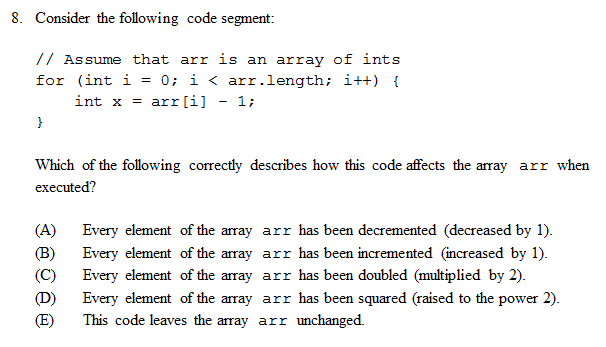 8. Consider the following code segment:
// Assume that arr is an array of ints
for (int i = 0; i < arr.length; i++) {
    int x = arr[i] - 1;
}
Which of the following correctly describes how this code affects the array arr when
executed?
(A) Every element of the array arr has been decremented (decreased by 1).
(B) Every element of the array arr has been incremented (increased by 1).
(C) Every element of the array arr has been doubled (multiplied by 2).
(D) Every element of the array arr has been squared (raised to the power 2).
(E) This code leaves the array arr unchanged.